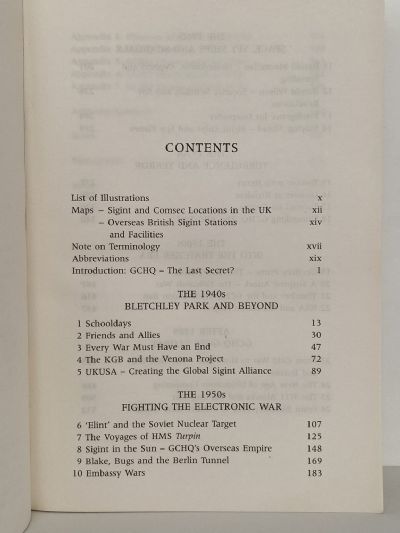 CONTENTS
List of Illustrations x
Maps – Sigint and Comsec Locations in the UK xii
– Overseas British Sigint Stations xiv
and Facilities
Note on Terminology xvii
Abbreviations xix
Introduction: GCHQ – The Last Secret? 1
THE 1940s
BLETCHLEY PARK AND BEYOND
1 Schooldays 13
2 Friends and Allies 30
3 Every War Must Have an End 47
4 The KGB and the Venona Project 72
5 UKUSA – Creating the Global Sigint Alliance 89
THE 1950s
FIGHTING THE ELECTRONIC WAR
6 ‘Elint’ and the Soviet Nuclear Target 107
7 The Voyages of HMS Turpin 125
8 Sigint in the Sun – GCHQ's Overseas Empire 148
9 Blake, Bugs and the Berlin Tunnel 169
10 Embassy Wars 183